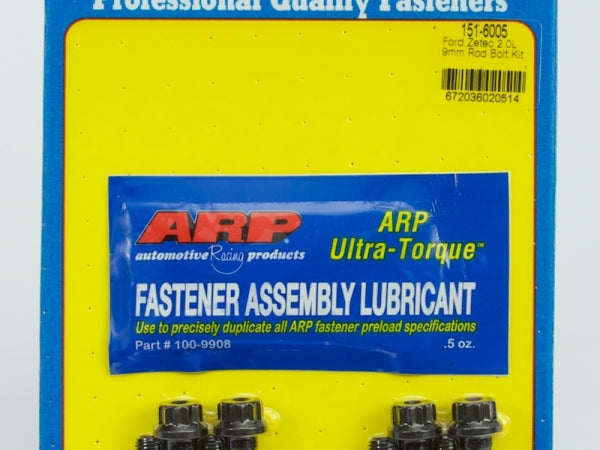 Professional Quality Fasteners
151-6005
Ford Zetec 2.0L
9mm Rod Bolt Kit
672036020514
ARP
automotive Racing products
ARP
Ultra-Torque™
FASTENER ASSEMBLY LUBRICANT
Use to precisely duplicate all ARP fastener preload specifications
Part # 100-9908
.5 oz.